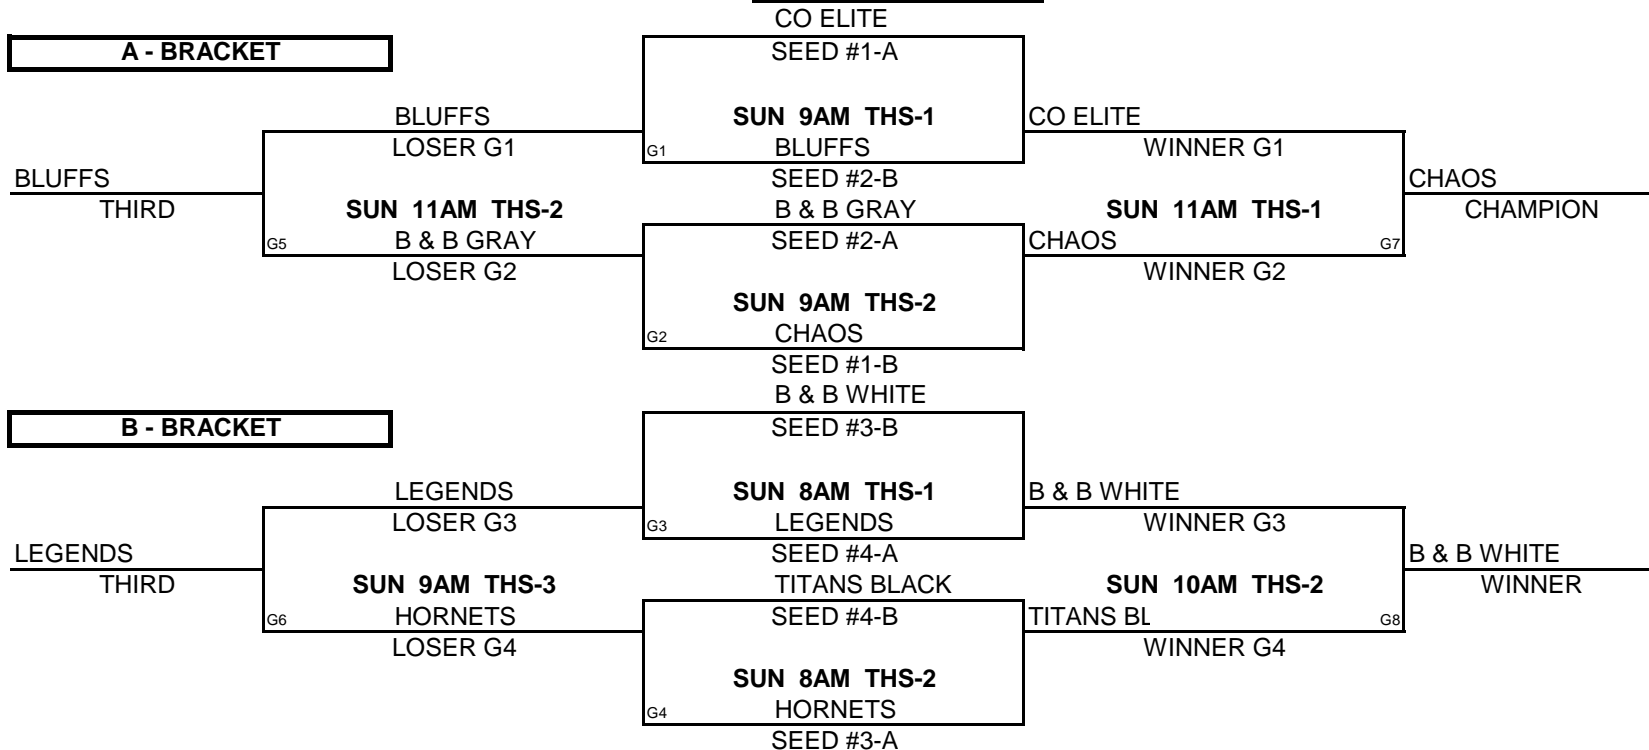 CO ELITE
A - BRACKET
SEED #1-A
BLUFFS
SUN 9AM THS-1
CO ELITE
LOSER G1
G1
BLUFFS
WINNER G1
BLUFFS
SEED #2-B
CHAOS
THIRD
SUN 11AM THS-2
B & B GRAY
SUN 11AM THS-1
CHAMPION
G5
B & B GRAY
SEED #2-A
CHAOS
G7
LOSER G2
WINNER G2
SUN 9AM THS-2
G2
CHAOS
SEED #1-B
B & B WHITE
B - BRACKET
SEED #3-B
LEGENDS
SUN 8AM THS-1
B & B WHITE
LOSER G3
G3
LEGENDS
WINNER G3
LEGENDS
SEED #4-A
B & B WHITE
THIRD
SUN 9AM THS-3
TITANS BLACK
SUN 10AM THS-2
WINNER
G6
HORNETS
SEED #4-B
TITANS BL
G8
LOSER G4
WINNER G4
SUN 8AM THS-2
G4
HORNETS
SEED #3-A